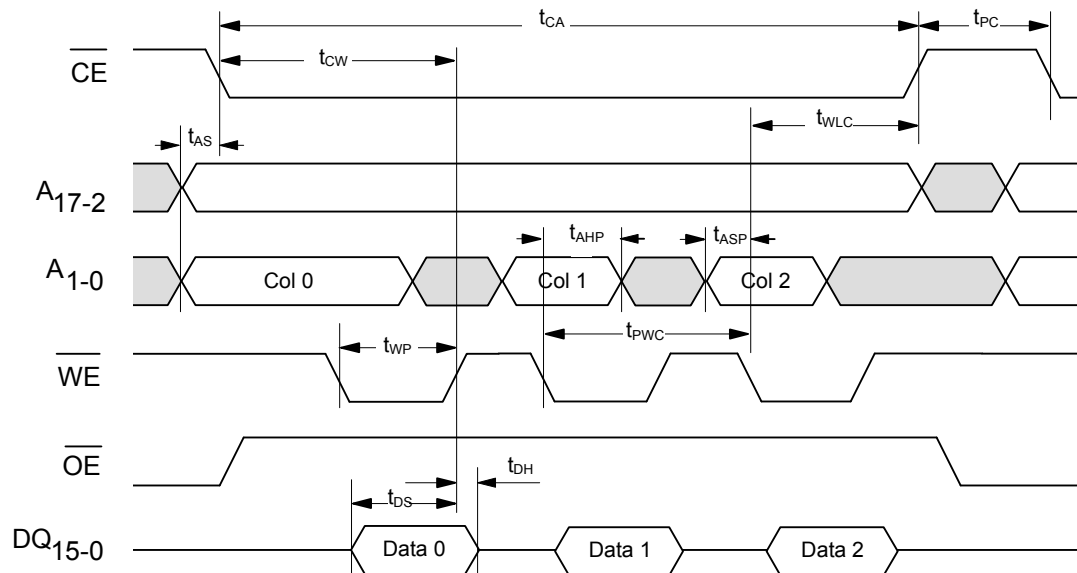 tCA
tPC
CE
tCW
tAS
tWLC
A17-2
tAHP
tASP
A1-0
Col 0
Col 1
Col 2
tPWC
tWP
WE
OE
tDH
tDS
DQ15-0
Data 0
Data 1
Data 2